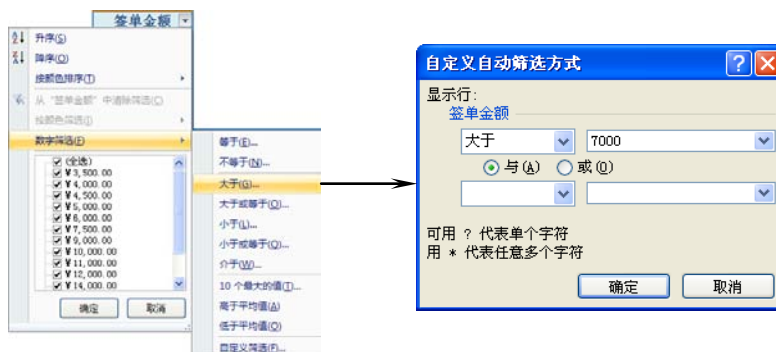 签单金额
升序(S)
降序(O)
按颜色排序(T)
从 "签单金额" 中清除筛选(C)
按颜色筛选(I)
数字筛选(F)
(全选)
¥3,500.00
¥4,000.00
¥4,500.00
¥5,000.00
¥6,000.00
¥7,500.00
¥9,000.00
¥10,000.00
¥11,000.00
¥12,000.00
¥14,000.00
确定 取消
等于(E)...
不等于(N)...
大于(G)...
大于或等于(O)...
小于(L)...
小于或等于(Q)...
介于(W)...
10 个最大的值(T)...
高于平均值(A)
低于平均值(O)
自定义筛选(F)...
自定义自动筛选方式
显示行:
签单金额
大于 7000
与(A) 或(O)
可用 ? 代表单个字符
用 * 代表任意多个字符
确定 取消